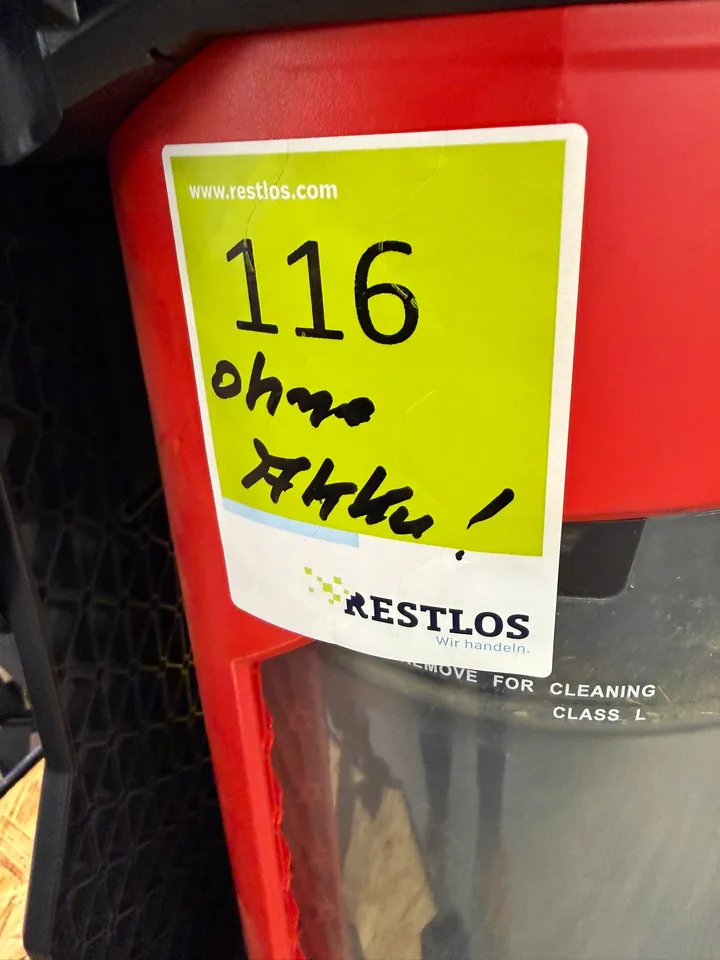 www.restlos.com
116
ohne
Akku!
RESTLOS
Wir handeln.
REMOVE FOR CLEANING
CLASS L